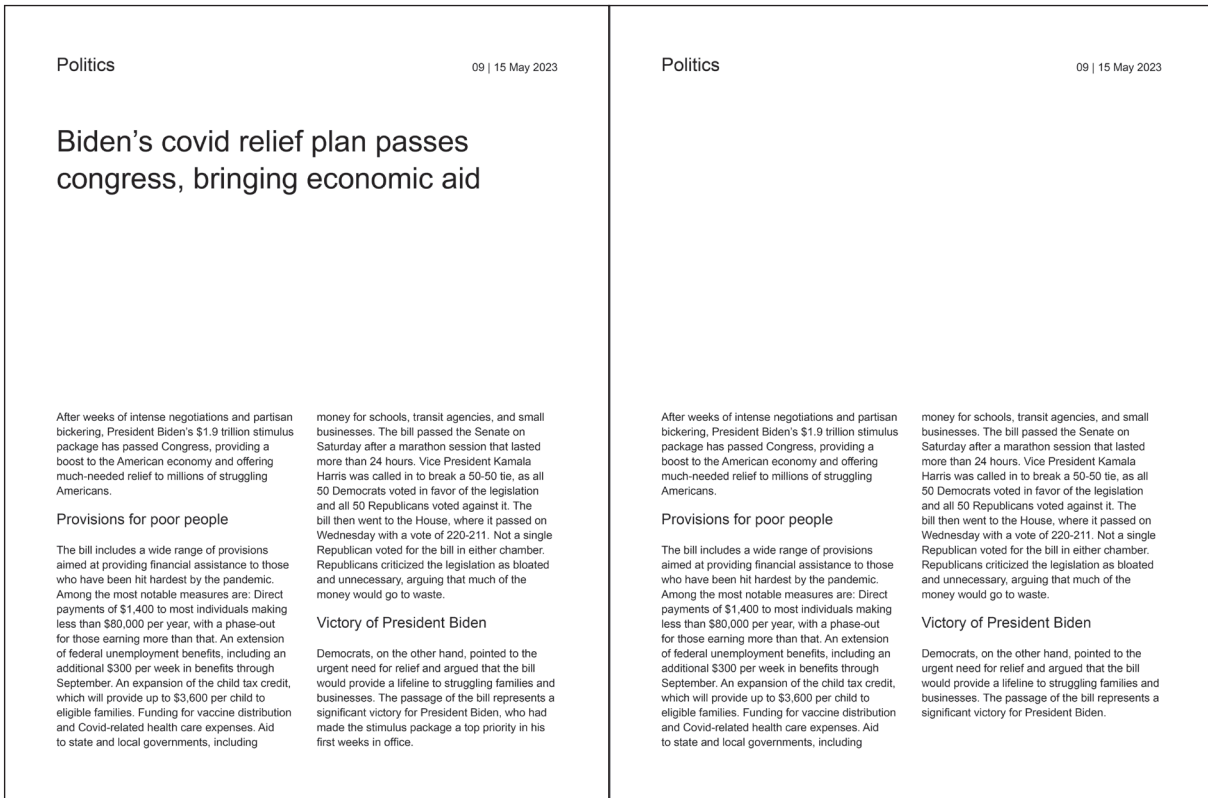 Politics
09 | 15 May 2023
Biden’s covid relief plan passes
congress, bringing economic aid
After weeks of intense negotiations and partisan
bickering, President Biden’s $1.9 trillion stimulus
package has passed Congress, providing a
boost to the American economy and offering
much-needed relief to millions of struggling
Americans.
Provisions for poor people
The bill includes a wide range of provisions
aimed at providing financial assistance to those
who have been hit hardest by the pandemic.
Among the most notable measures are: Direct
payments of $1,400 to most individuals making
less than $80,000 per year, with a phase-out
for those earning more than that. An extension
of federal unemployment benefits, including an
additional $300 per week in benefits through
September. An expansion of the child tax credit,
which will provide up to $3,600 per child to
eligible families. Funding for vaccine distribution
and Covid-related health care expenses. Aid
to state and local governments, including
money for schools, transit agencies, and small
businesses. The bill passed the Senate on
Saturday after a marathon session that lasted
more than 24 hours. Vice President Kamala
Harris was called in to break a 50-50 tie, as all
50 Democrats voted in favor of the legislation
and all 50 Republicans voted against it. The
bill then went to the House, where it passed on
Wednesday with a vote of 220-211. Not a single
Republican voted for the bill in either chamber.
Republicans criticized the legislation as bloated
and unnecessary, arguing that much of the
money would go to waste.
Victory of President Biden
Democrats, on the other hand, pointed to the
urgent need for relief and argued that the bill
would provide a lifeline to struggling families and
businesses. The passage of the bill represents a
significant victory for President Biden, who had
made the stimulus package a top priority in his
first weeks in office.
Politics
09 | 15 May 2023
After weeks of intense negotiations and partisan
bickering, President Biden’s $1.9 trillion stimulus
package has passed Congress, providing a
boost to the American economy and offering
much-needed relief to millions of struggling
Americans.
Provisions for poor people
The bill includes a wide range of provisions
aimed at providing financial assistance to those
who have been hit hardest by the pandemic.
Among the most notable measures are: Direct
payments of $1,400 to most individuals making
less than $80,000 per year, with a phase-out
for those earning more than that. An extension
of federal unemployment benefits, including an
additional $300 per week in benefits through
September. An expansion of the child tax credit,
which will provide up to $3,600 per child to
eligible families. Funding for vaccine distribution
and Covid-related health care expenses. Aid
to state and local governments, including
money for schools, transit agencies, and small
businesses. The bill passed the Senate on
Saturday after a marathon session that lasted
more than 24 hours. Vice President Kamala
Harris was called in to break a 50-50 tie, as all
50 Democrats voted in favor of the legislation
and all 50 Republicans voted against it. The
bill then went to the House, where it passed on
Wednesday with a vote of 220-211. Not a single
Republican voted for the bill in either chamber.
Republicans criticized the legislation as bloated
and unnecessary, arguing that much of the
money would go to waste.
Victory of President Biden
Democrats, on the other hand, pointed to the
urgent need for relief and argued that the bill
would provide a lifeline to struggling families and
businesses. The passage of the bill represents a
significant victory for President Biden.